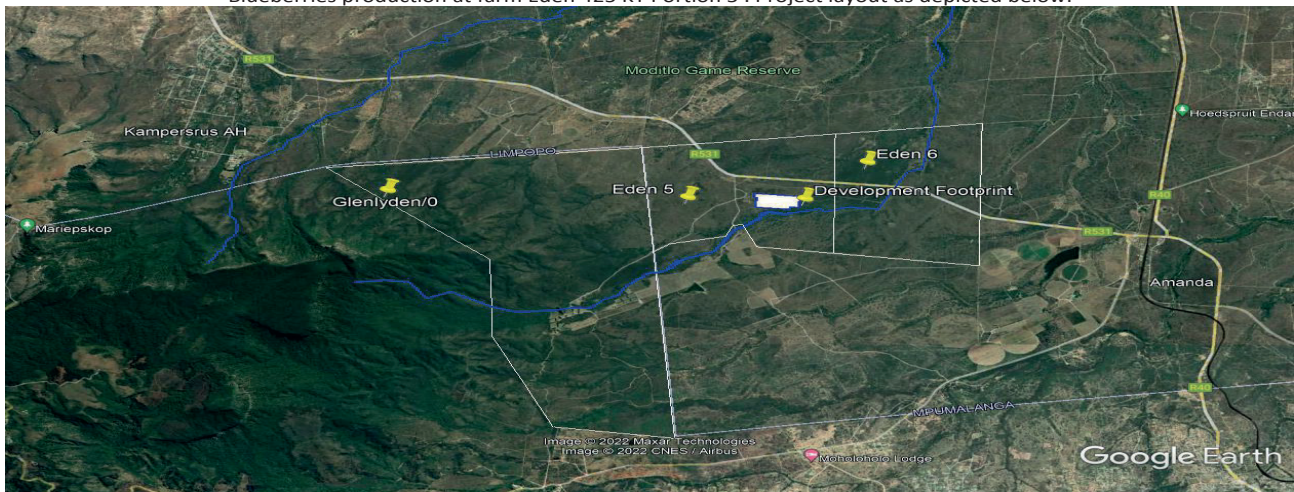 Blueberries production at farm Eden 425 KT Portion 5 Project layout as depicted below:
R531
Moditlo Game Reserve
Hoedspruit Endan
Kampersrus AH
LIMPOPO
R531
Eden 6
Eden 5
Development Footprint
Glenlyden/0
R40
Mariepskop
R531
Amanda
R40
MPUMALANGA
Image © 2022 Maxar Technologies
Image © 2022 CNES / Airbus
Moholoholo Lodge
Google Earth